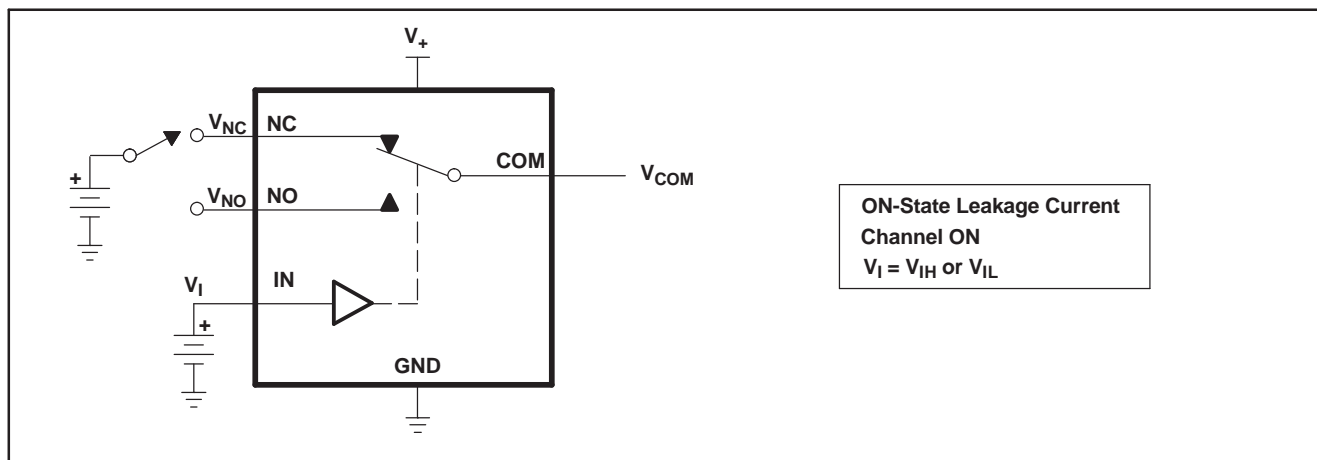 V+
VNC NC
+
COM
VCOM
VNO NO
VI IN
+
GND
ON-State Leakage Current
Channel ON
VI = VIH or VIL